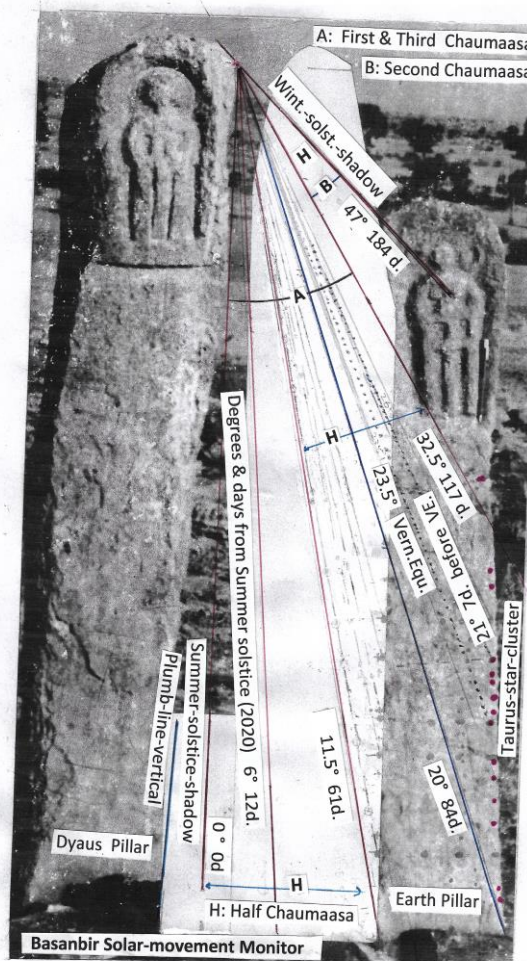 A: First & Third Chaumaasa
B: Second Chaumaasa
Wint.-solst.-shadow
H
B
47° 184 d.
A
H
32.5° 117 d.
21° 7d. before VE.
23.5° Vern.Equ.
Taurus-star-cluster
Degrees & days from Summer solstice (2020) 6° 12d.
Summer-solstice-shadow
Plumb-line-vertical
11.5° 61d.
20° 84d.
0 ° 0d
Dyaus Pillar
H
Earth Pillar
H: Half Chaumaasa
Basanbir Solar-movement Monitor